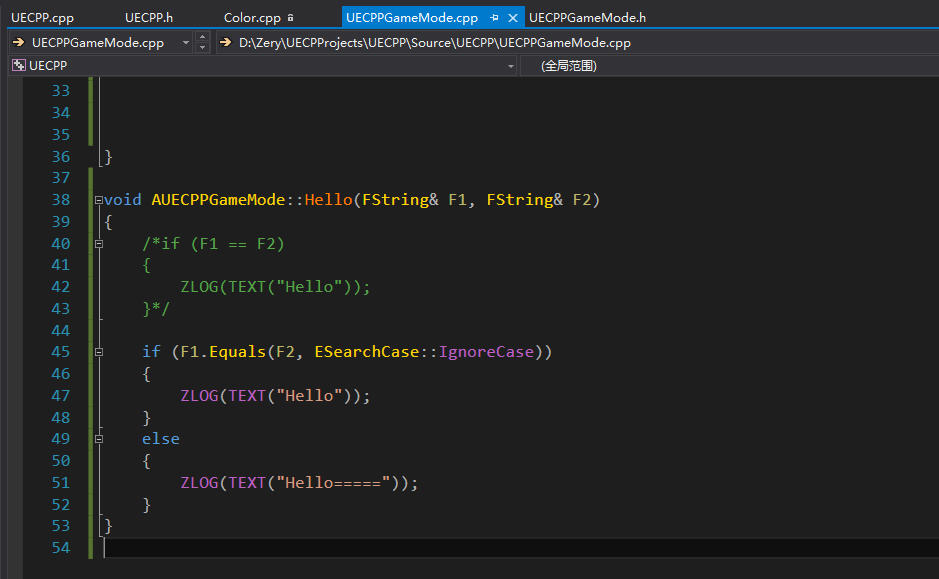 UECPP.cpp UECPP.h Color.cpp UECPPGameMode.cpp UECPPGameMode.h
UECPPGameMode.cpp D:\Zery\UECPProjects\UECPP\Source\UECPP\UECPPGameMode.cpp
UECPP (全局范围)
33
34
35
36 }
37
38 void AUECPPGameMode::Hello(FString& F1, FString& F2)
39 {
40 /*if (F1 == F2)
41 {
42 ZLOG(TEXT("Hello"));
43 }*/
44
45 if (F1.Equals(F2, ESearchCase::IgnoreCase))
46 {
47 ZLOG(TEXT("Hello"));
48 }
49 else
50 {
51 ZLOG(TEXT("Hello====="));
52 }
53 }
54